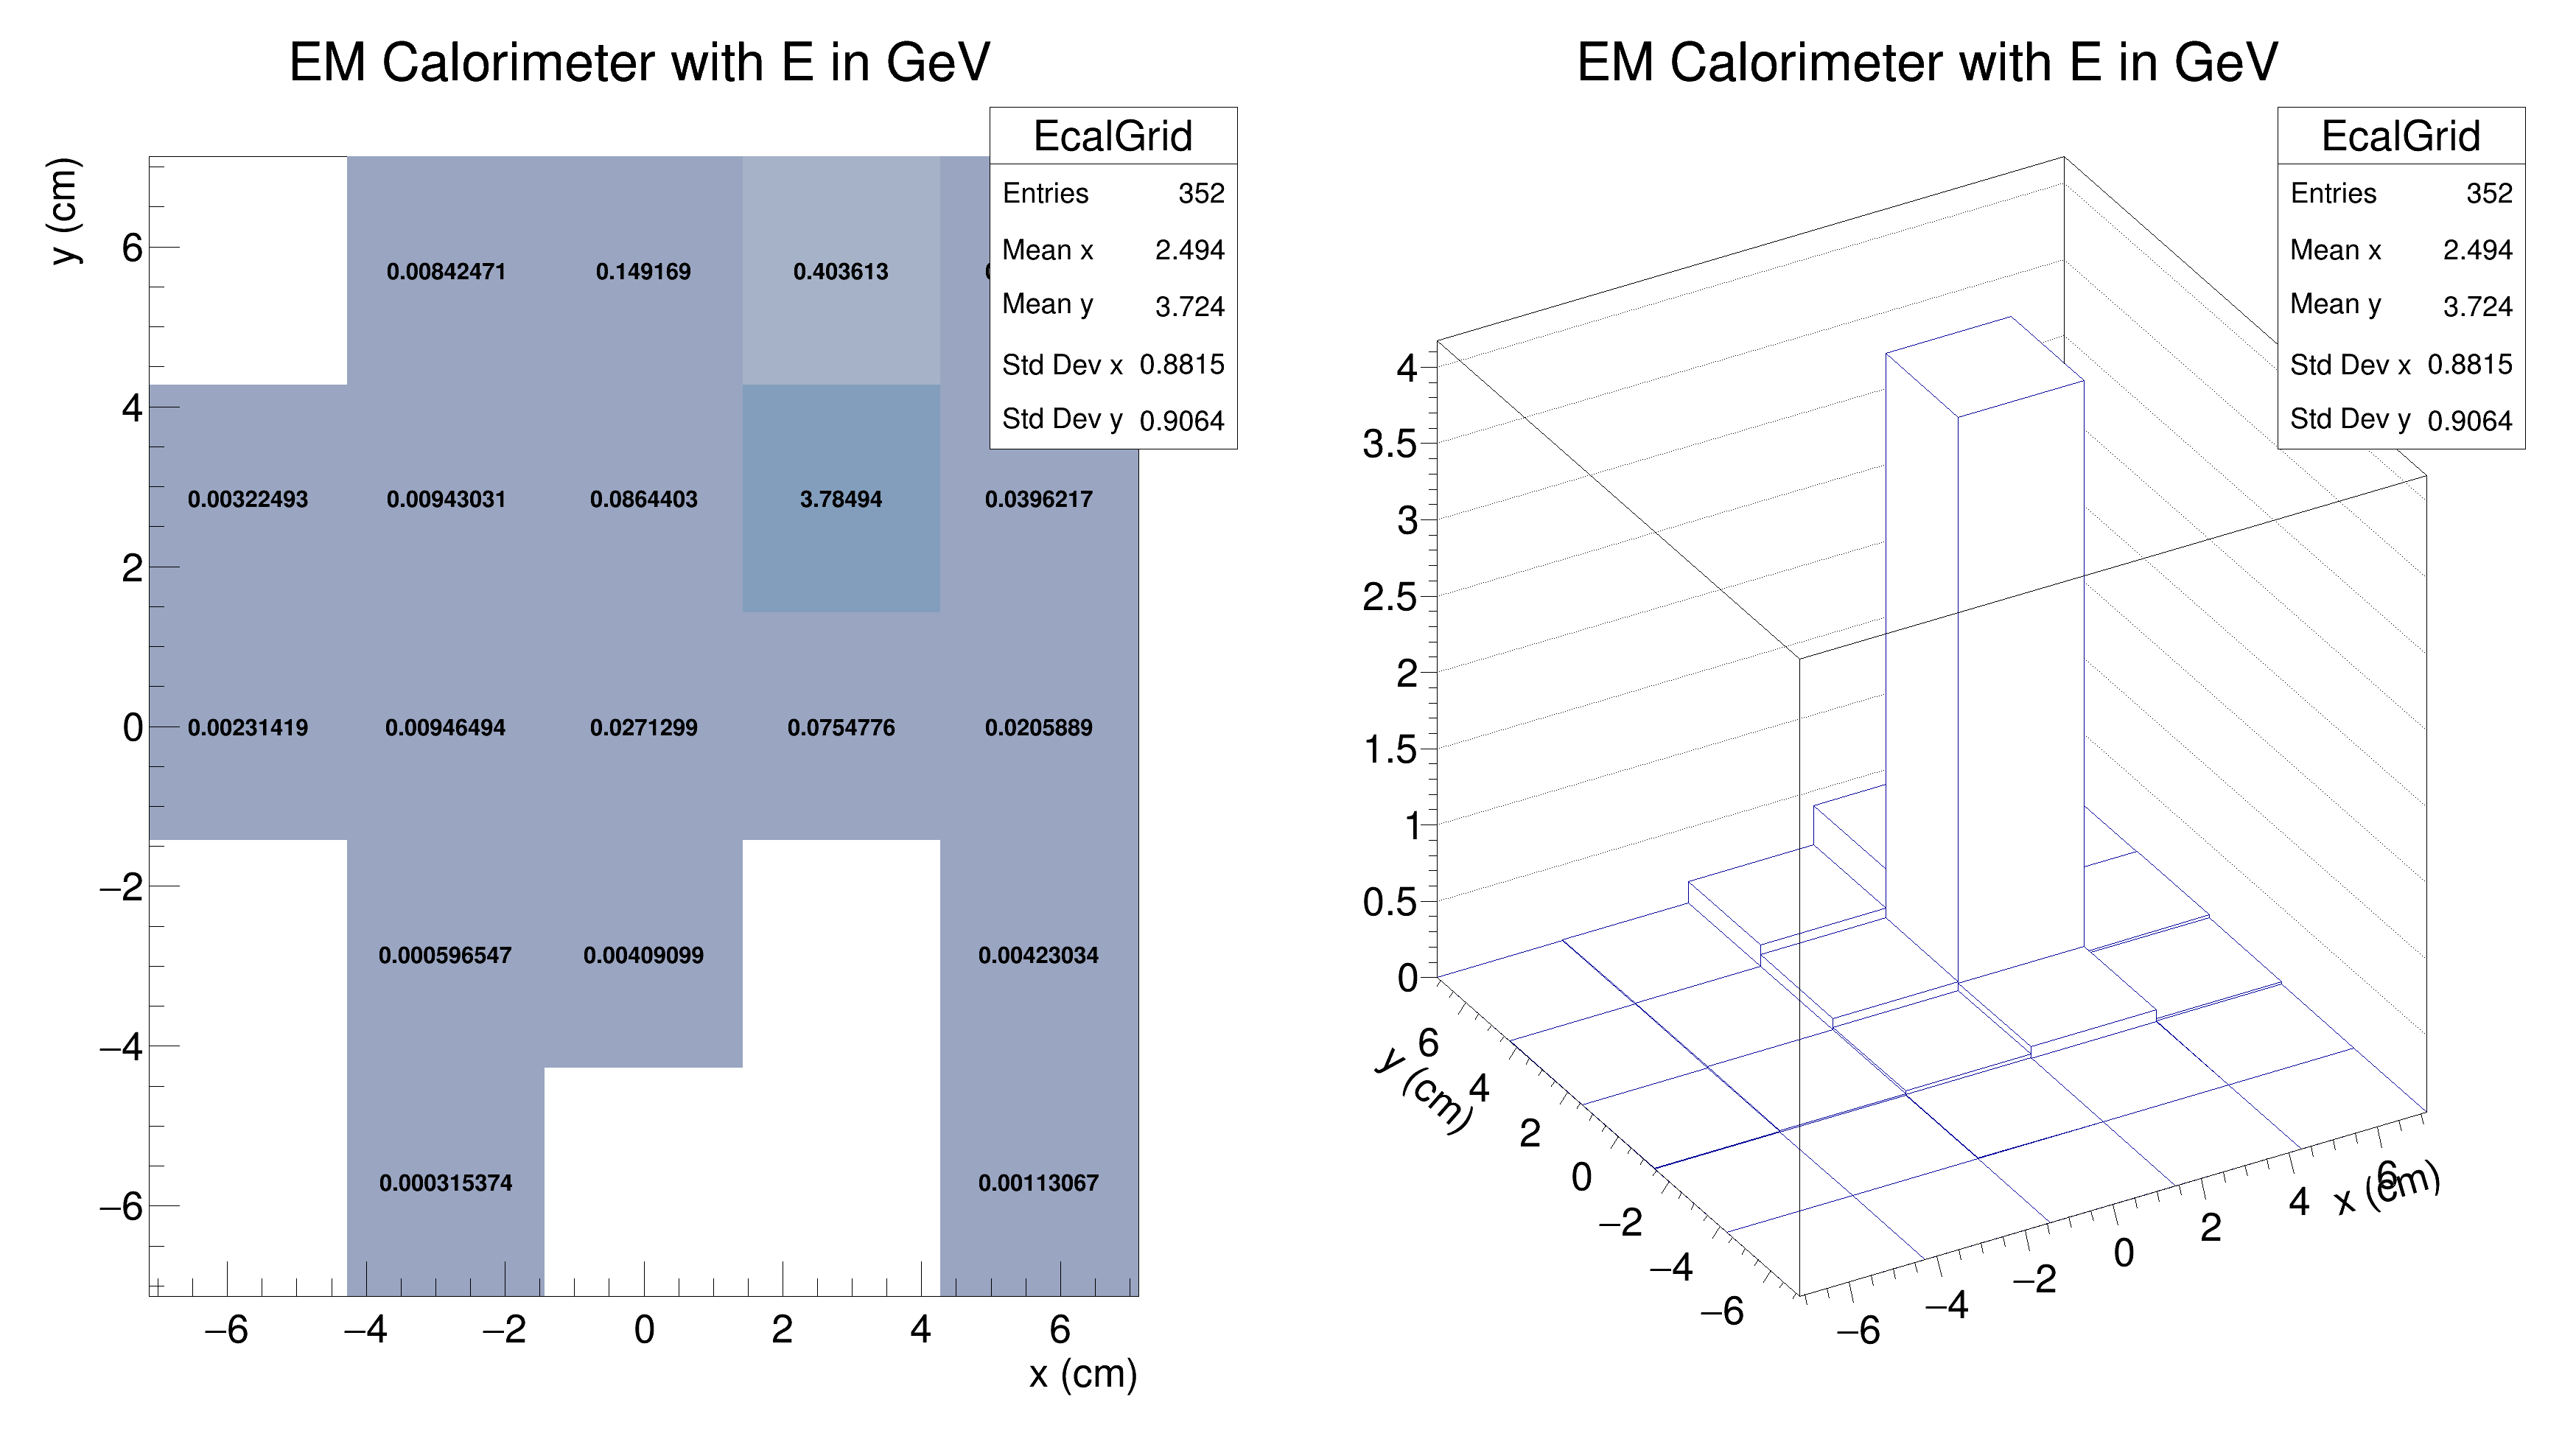 EM Calorimeter with E in GeV
EcalGrid
Entries 352
Mean x 2.494
Mean y 3.724
Std Dev x 0.8815
Std Dev y 0.9064
y (cm)
6
4
2
0
−2
−4
−6
0.00842471 0.149169 0.403613
0.00322493 0.00943031 0.0864403 3.78494 0.0396217
0.00231419 0.00946494 0.0271299 0.0754776 0.0205889
0.000596547 0.00409099 0.00423034
0.000315374 0.00113067
−6 −4 −2 0 2 4 6
x (cm)
EM Calorimeter with E in GeV
EcalGrid
Entries 352
Mean x 2.494
Mean y 3.724
Std Dev x 0.8815
Std Dev y 0.9064
4
3.5
3
2.5
2
1.5
1
0.5
0
6
4
2
0
−2
−4
−6
y (cm)
−6 −4 −2 0 2 4 6
x (cm)